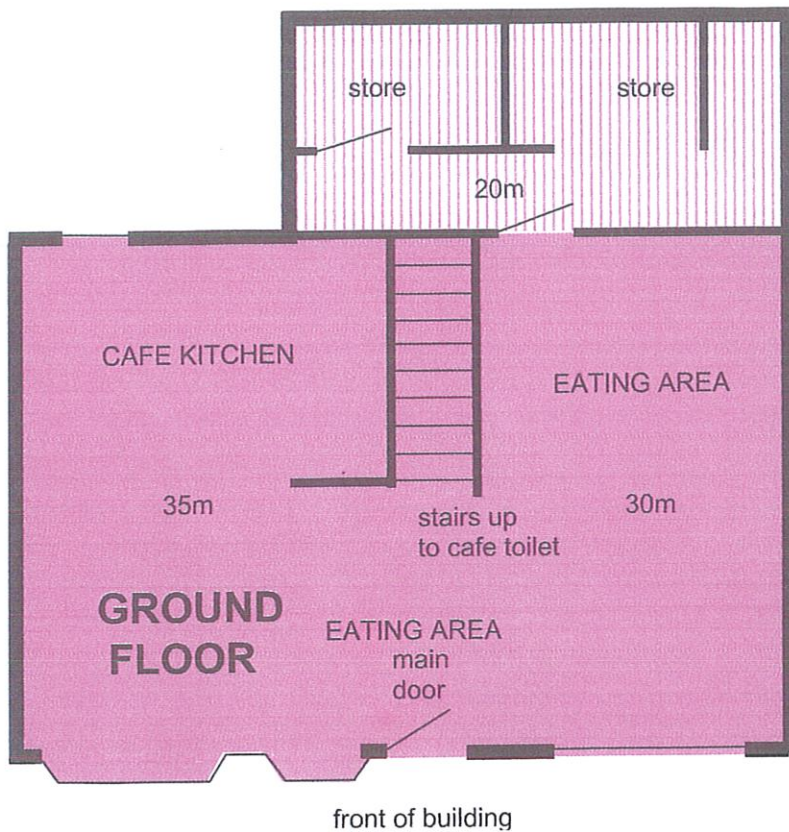 store
store
20m
CAFE KITCHEN
EATING AREA
35m
30m
stairs up
to cafe toilet
GROUND
FLOOR
EATING AREA
main
door
front of building